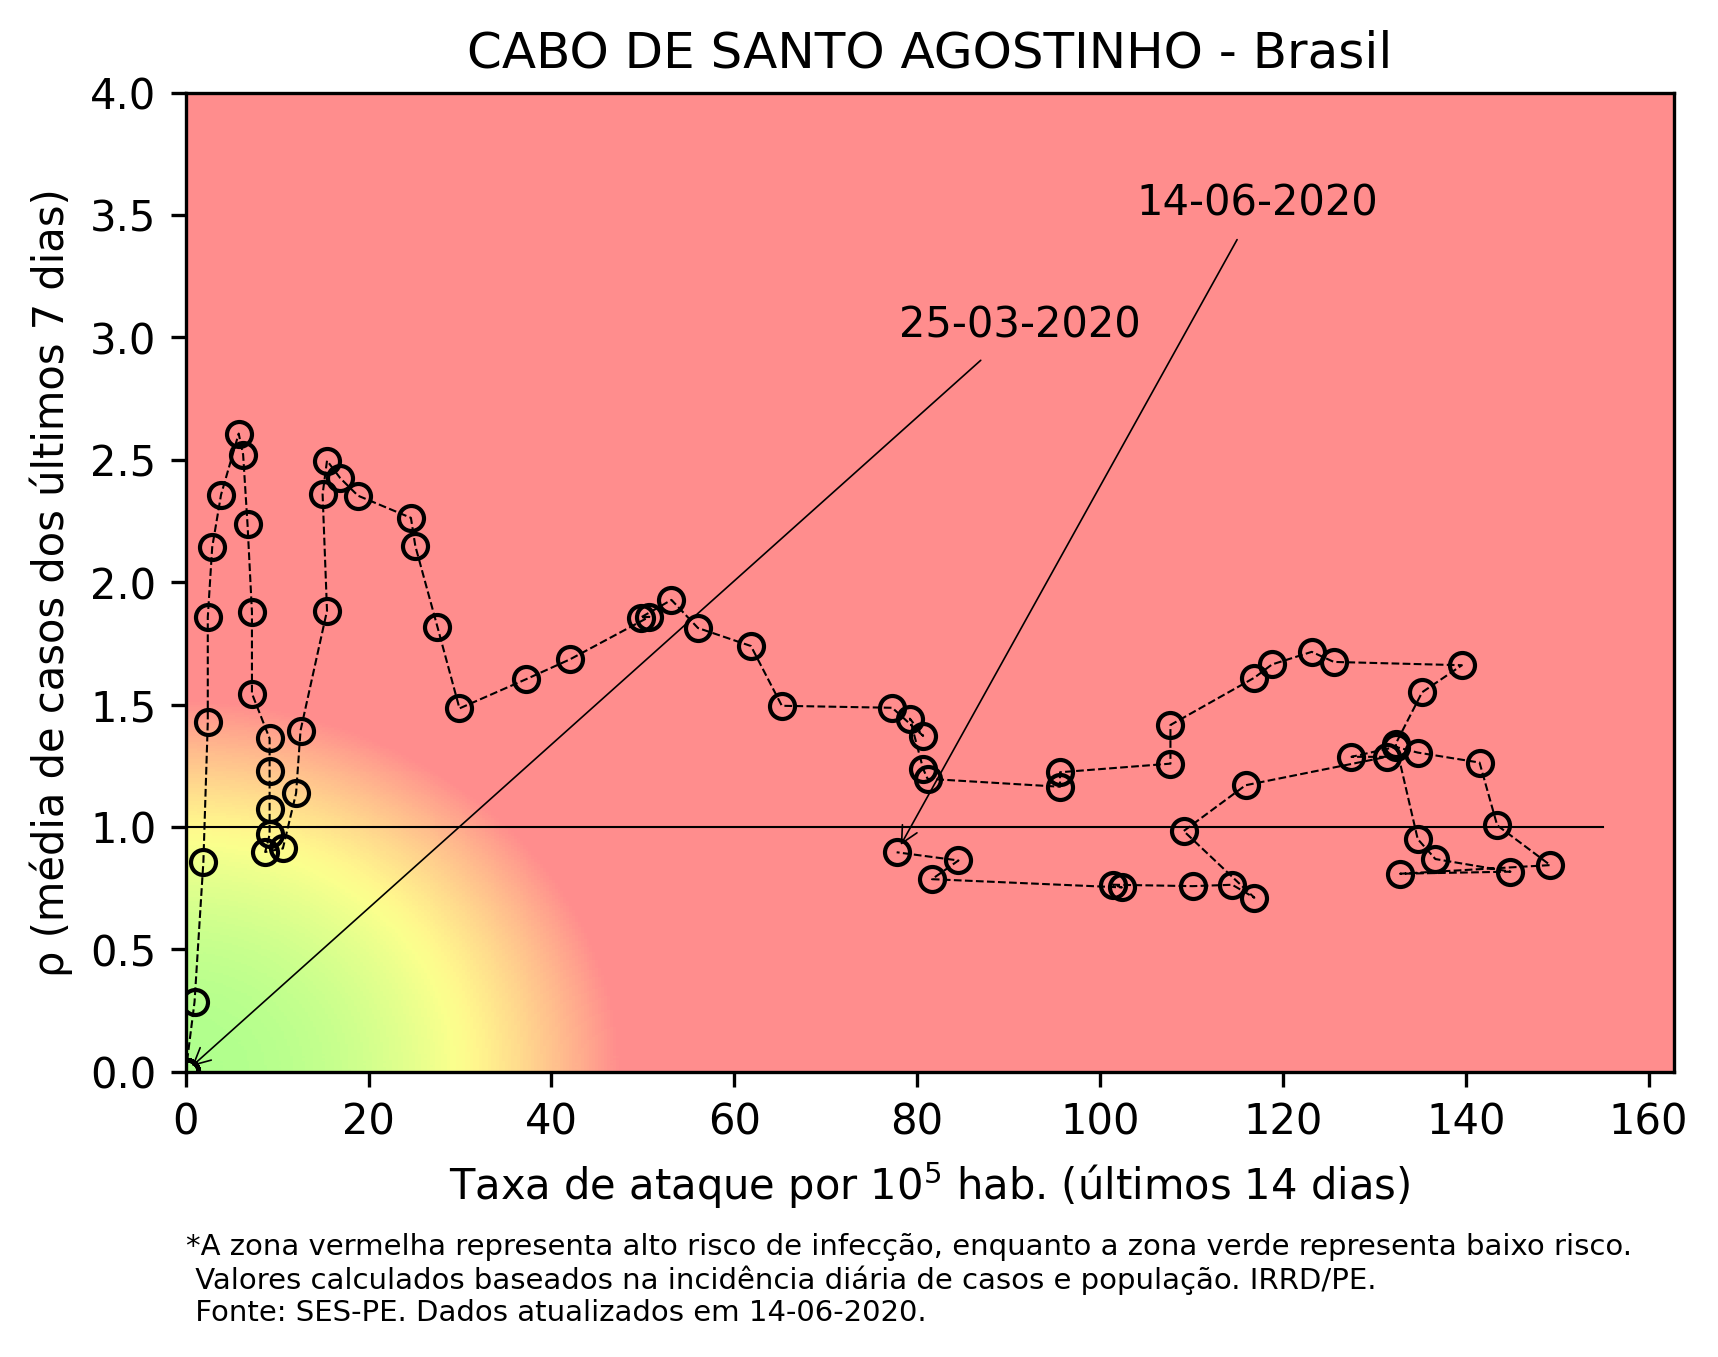 CABO DE SANTO AGOSTINHO - Brasil
4.0
3.5
3.0
2.5
2.0
1.5
1.0
0.5
0.0
ρ (média de casos dos últimos 7 dias)
14-06-2020
25-03-2020
0 20 40 60 80 100 120 140 160
Taxa de ataque por 10⁵ hab. (últimos 14 dias)
*A zona vermelha representa alto risco de infecção, enquanto a zona verde representa baixo risco.
Valores calculados baseados na incidência diária de casos e população. IRRD/PE.
Fonte: SES-PE. Dados atualizados em 14-06-2020.